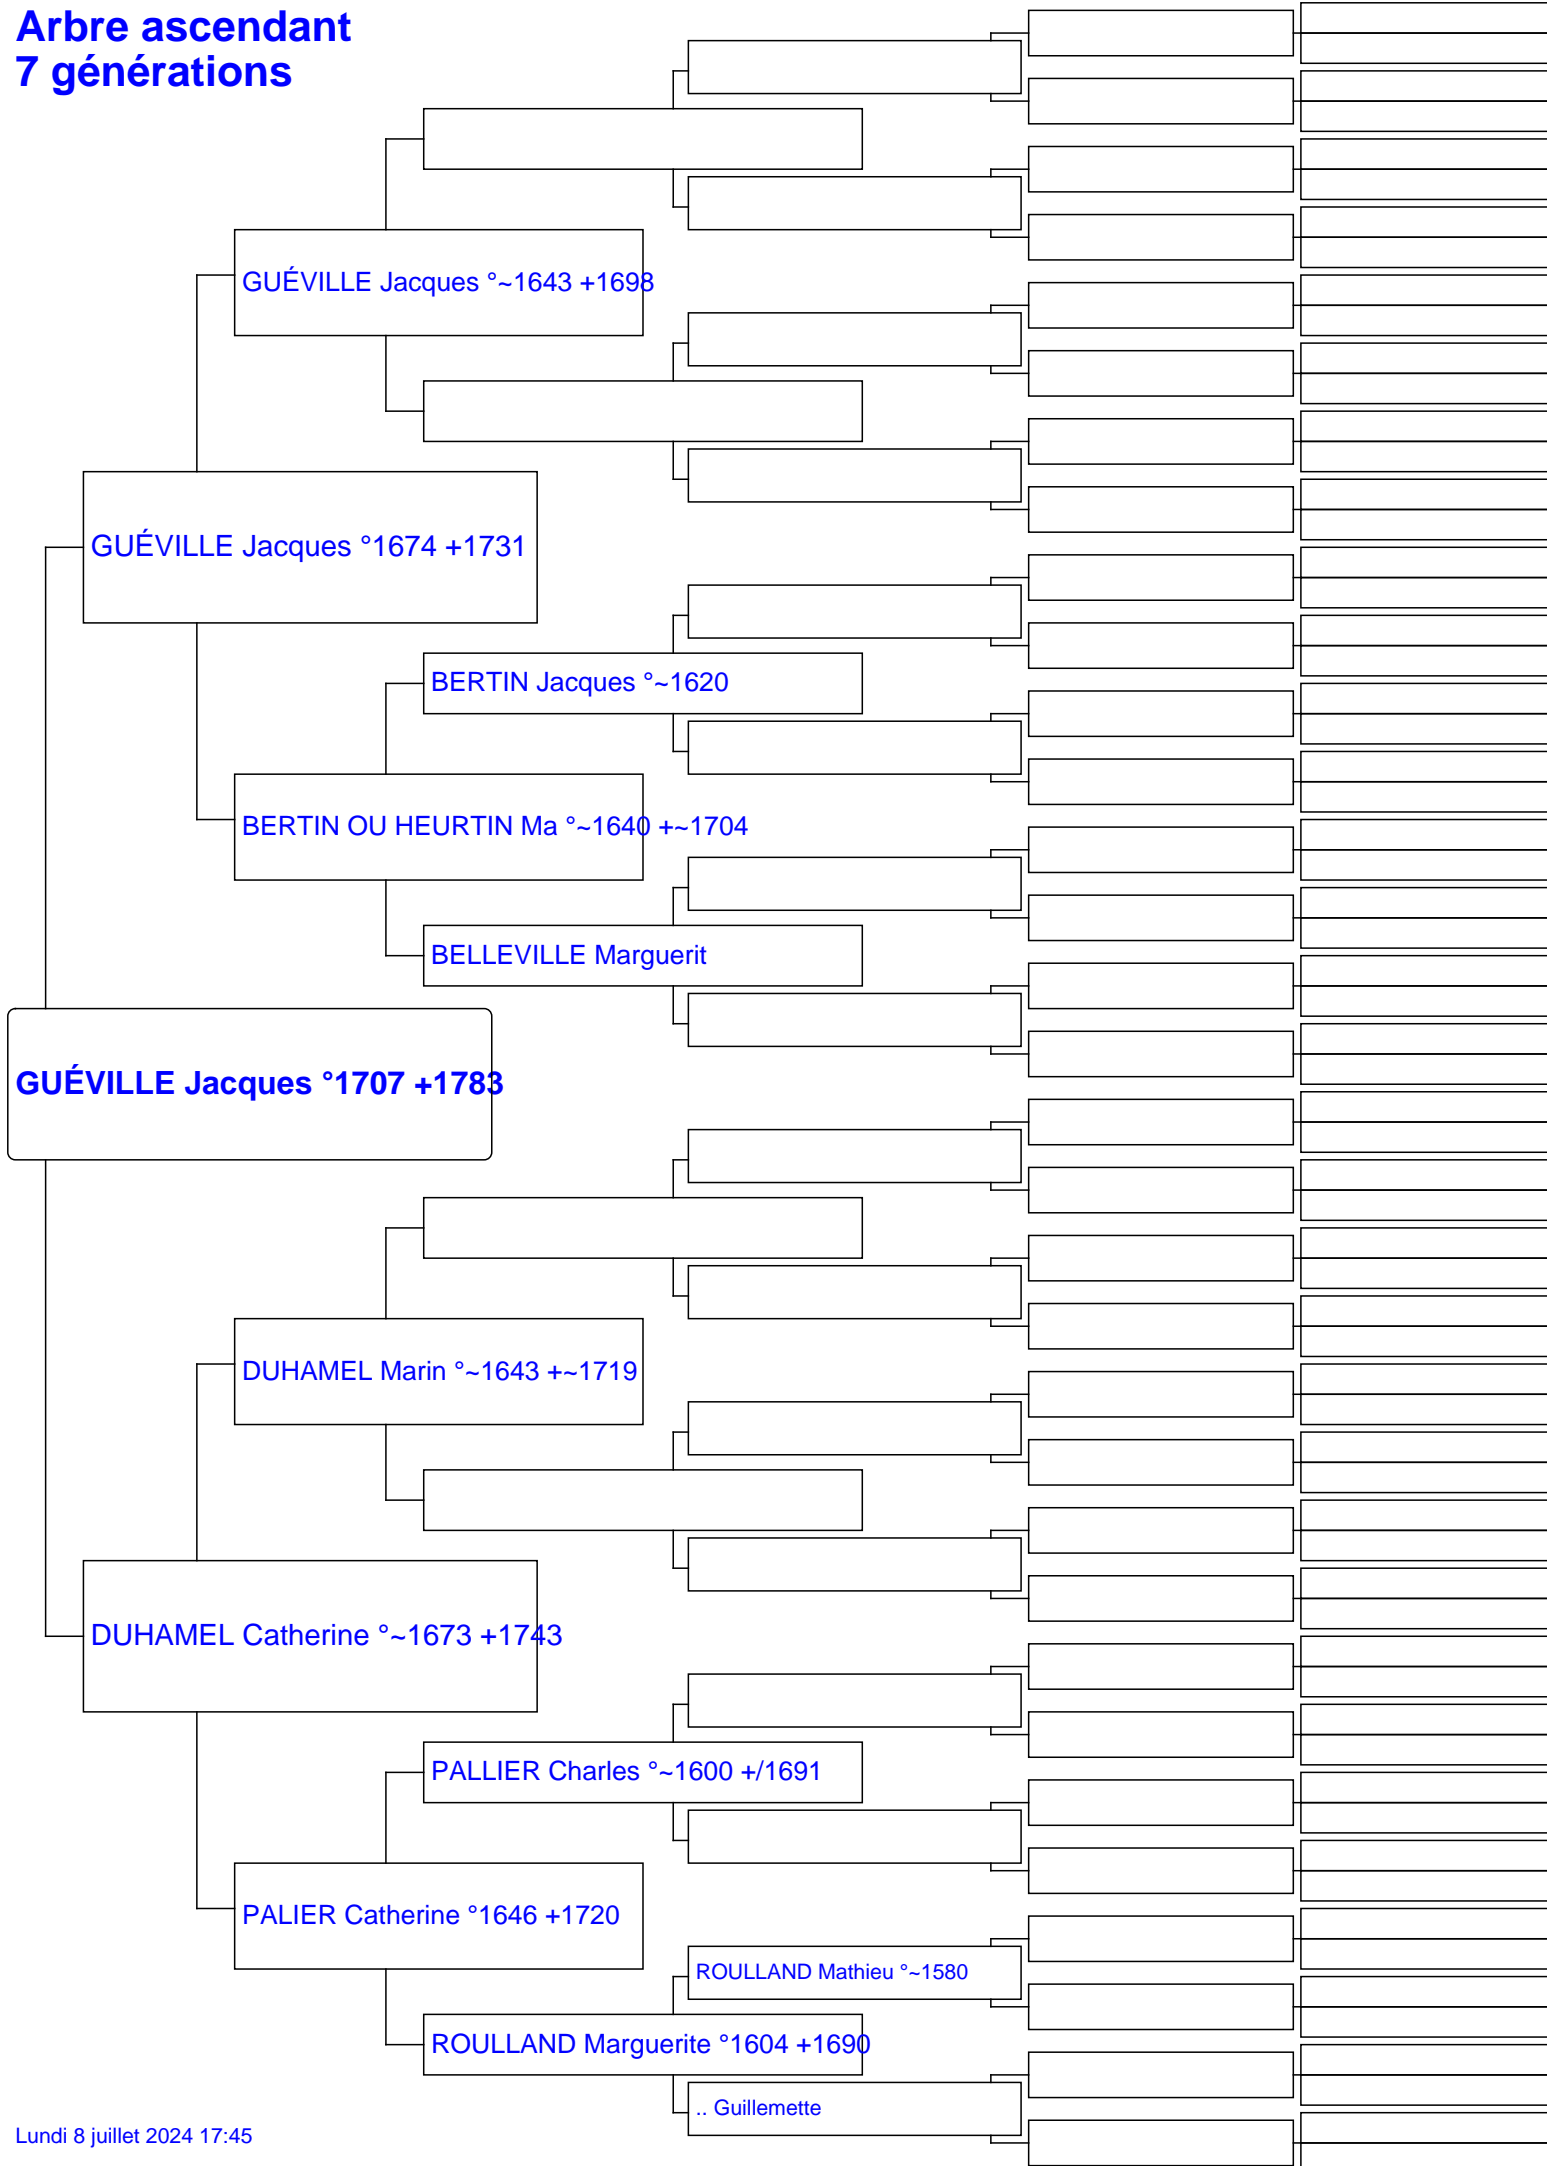 Arbre ascendant
7 générations
GUÉVILLE Jacques °~1643 +1698
GUÉVILLE Jacques °1674 +1731
BERTIN Jacques °~1620
BERTIN OU HEURTIN Ma °~1640 +~1704
BELLEVILLE Marguerit
GUÉVILLE Jacques °1707 +1783
DUHAMEL Marin °~1643 +~1719
DUHAMEL Catherine °~1673 +1743
PALLIER Charles °~1600 +/1691
PALIER Catherine °1646 +1720
ROULLAND Mathieu °~1580
ROULLAND Marguerite °1604 +1690
.. Guillemette
Lundi 8 juillet 2024 17:45